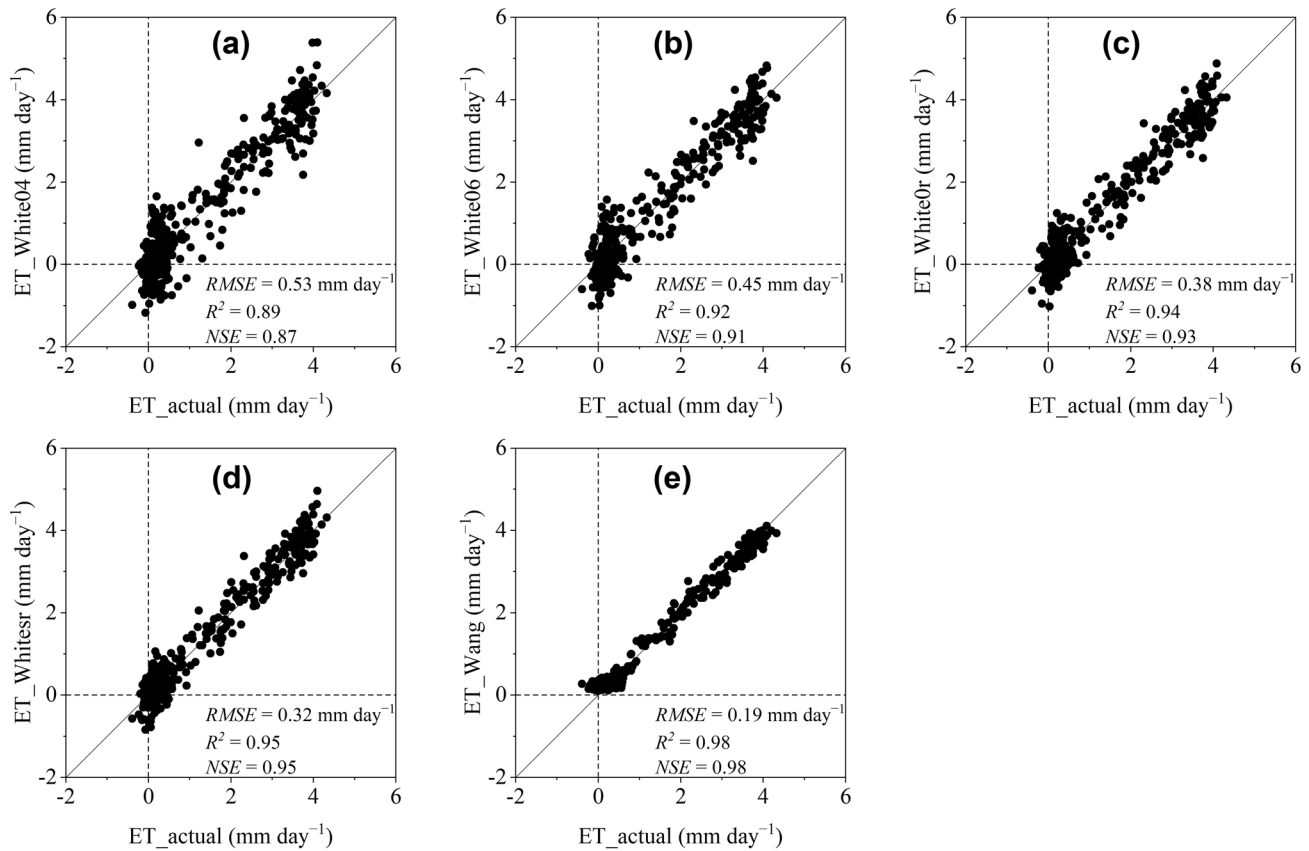 (a)
ET_White04 (mm day⁻¹)
6
4
2
0
-2
RMSE = 0.53 mm day⁻¹
R² = 0.89
NSE = 0.87
-2 0 2 4 6
ET_actual (mm day⁻¹)
(b)
ET_White06 (mm day⁻¹)
6
4
2
0
-2
RMSE = 0.45 mm day⁻¹
R² = 0.92
NSE = 0.91
-2 0 2 4 6
ET_actual (mm day⁻¹)
(c)
ET_White0r (mm day⁻¹)
6
4
2
0
-2
RMSE = 0.38 mm day⁻¹
R² = 0.94
NSE = 0.93
-2 0 2 4 6
ET_actual (mm day⁻¹)
(d)
ET_Whitesr (mm day⁻¹)
6
4
2
0
-2
RMSE = 0.32 mm day⁻¹
R² = 0.95
NSE = 0.95
-2 0 2 4 6
ET_actual (mm day⁻¹)
(e)
ET_Wang (mm day⁻¹)
6
4
2
0
-2
RMSE = 0.19 mm day⁻¹
R² = 0.98
NSE = 0.98
-2 0 2 4 6
ET_actual (mm day⁻¹)